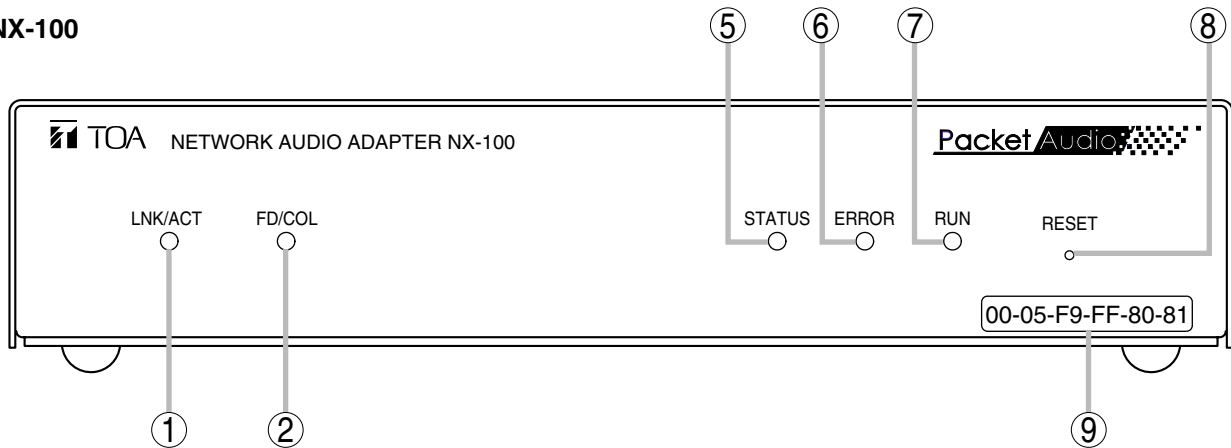 NX-100
⑤ ⑥ ⑦ ⑧
TOA NETWORK AUDIO ADAPTER NX-100
Packet Audio
LNK/ACT FD/COL STATUS ERROR RUN RESET
00-05-F9-FF-80-81
① ② ⑨